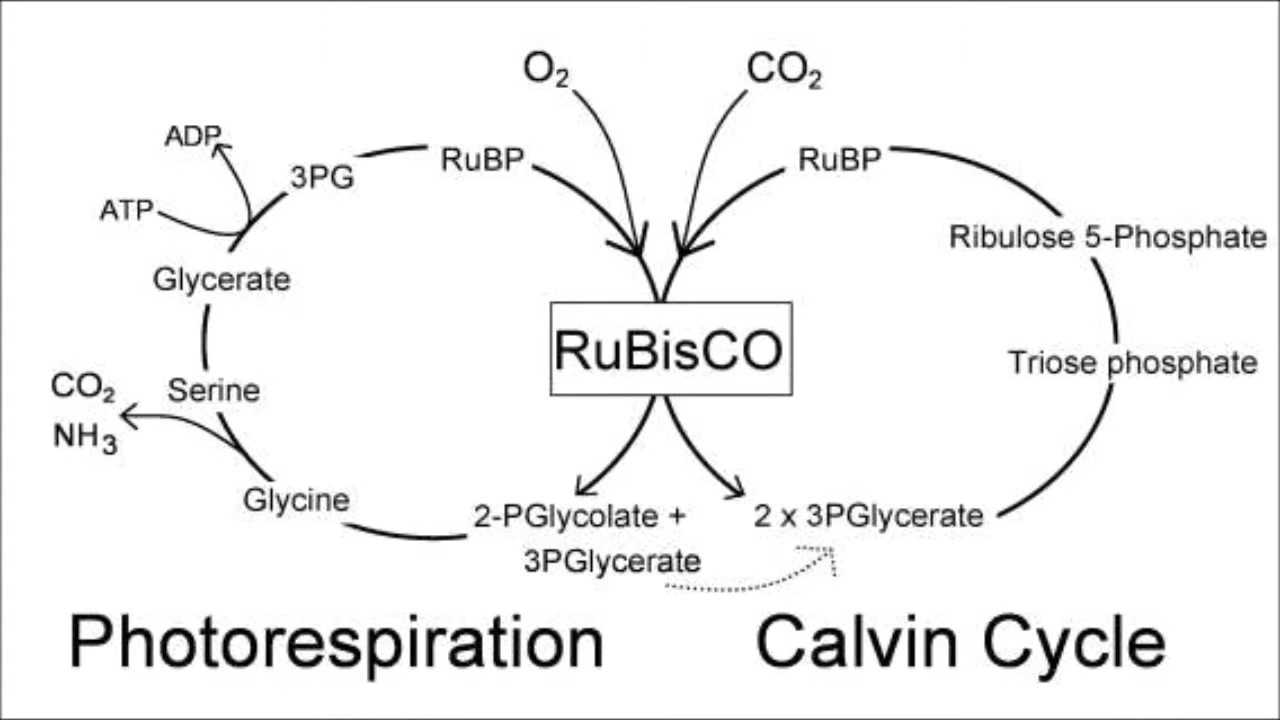 O₂
CO₂
ADP
3PG
RuBP
RuBP
ATP
Ribulose 5-Phosphate
Glycerate
RuBisCO
Triose phosphate
CO₂
Serine
NH₃
Glycine
2-PGlycolate +
3PGlycerate
2 x 3PGlycerate
Photorespiration
Calvin Cycle